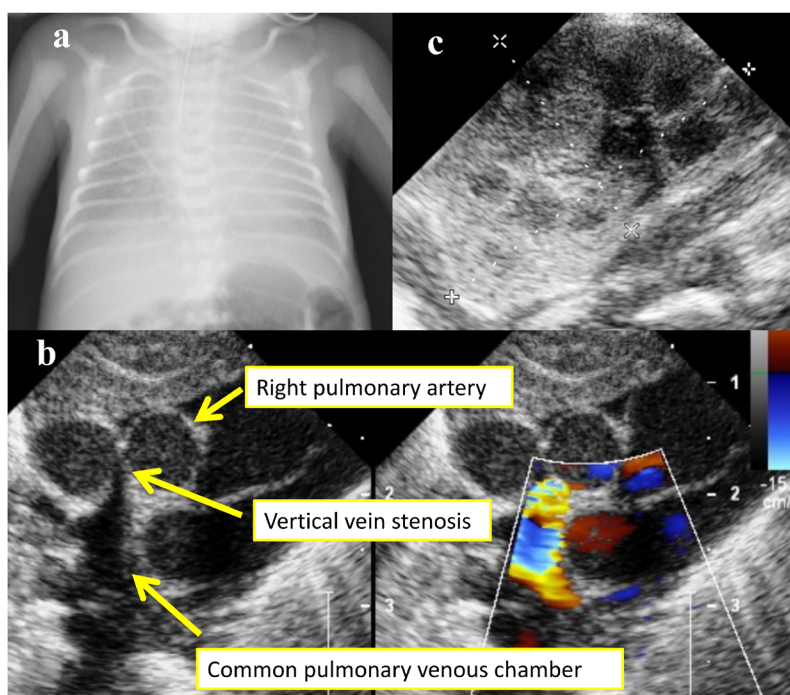 a
c
b
Right pulmonary artery
Vertical vein stenosis
Common pulmonary venous chamber
1
2
2
3
3
-15
cm/